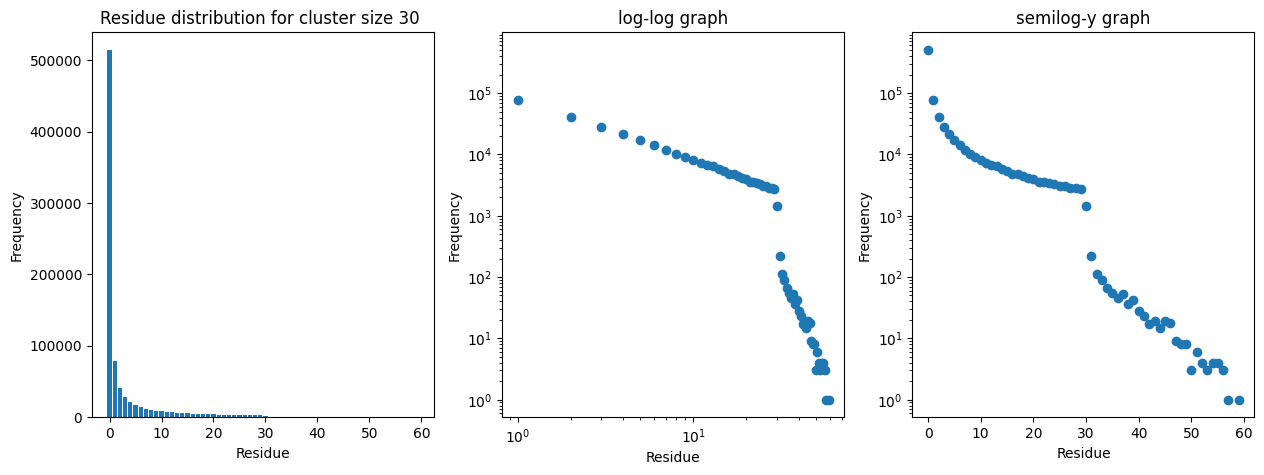 Residue distribution for cluster size 30
500000
400000
300000
200000
100000
0
Frequency
0 10 20 30 40 50 60
Residue
log-log graph
10^5
10^4
10^3
10^2
10^1
10^0
Frequency
10^0 10^1
Residue
semilog-y graph
10^5
10^4
10^3
10^2
10^1
10^0
Frequency
0 10 20 30 40 50 60
Residue